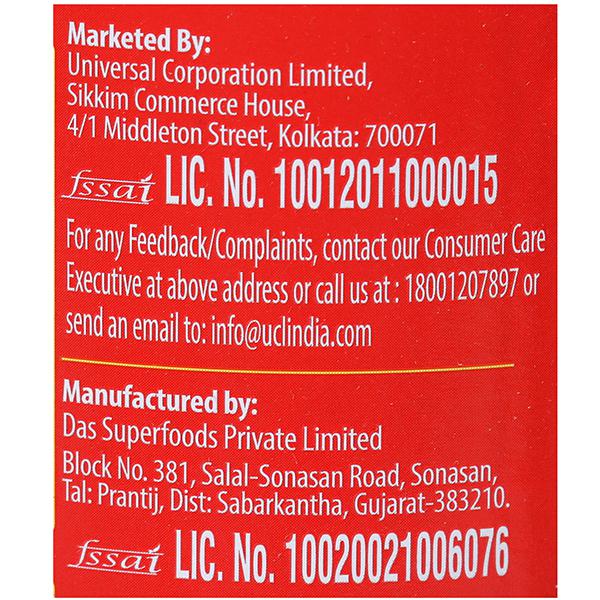 Marketed By:
Universal Corporation Limited,
Sikkim Commerce House,
4/1 Middleton Street, Kolkata: 700071
fssai LIC. No. 10012011000015
For any Feedback/Complaints, contact our Consumer Care
Executive at above address or call us at : 18001207897 or
send an email to: info@uclindia.com
Manufactured by:
Das Superfoods Private Limited
Block No. 381, Salal-Sonasan Road, Sonasan,
Tal: Prantij, Dist: Sabarkantha, Gujarat-383210.
fssai LIC. No. 10020021006076